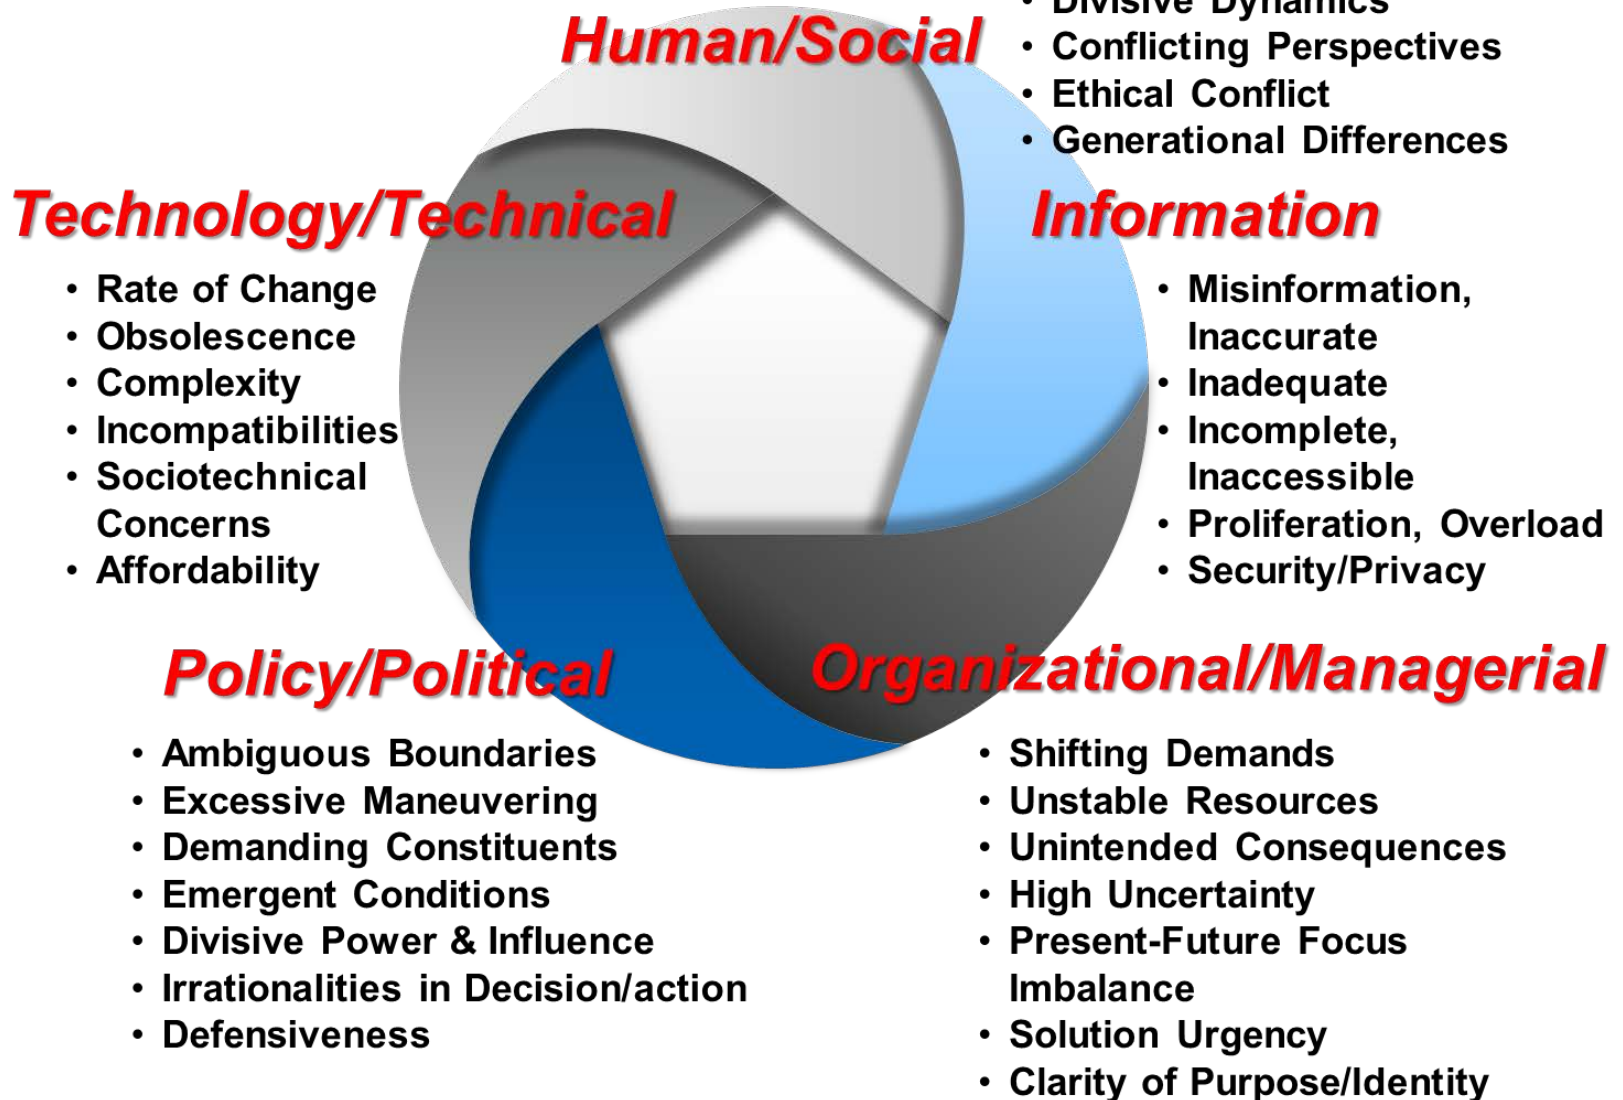 Human/Social
• Divisive Dynamics
• Conflicting Perspectives
• Ethical Conflict
• Generational Differences
Technology/Technical
• Rate of Change
• Obsolescence
• Complexity
• Incompatibilities
• Sociotechnical
Concerns
• Affordability
Information
• Misinformation,
Inaccurate
• Inadequate
• Incomplete,
Inaccessible
• Proliferation, Overload
• Security/Privacy
Policy/Political
• Ambiguous Boundaries
• Excessive Maneuvering
• Demanding Constituents
• Emergent Conditions
• Divisive Power & Influence
• Irrationalities in Decision/action
• Defensiveness
Organizational/Managerial
• Shifting Demands
• Unstable Resources
• Unintended Consequences
• High Uncertainty
• Present-Future Focus
Imbalance
• Solution Urgency
• Clarity of Purpose/Identity